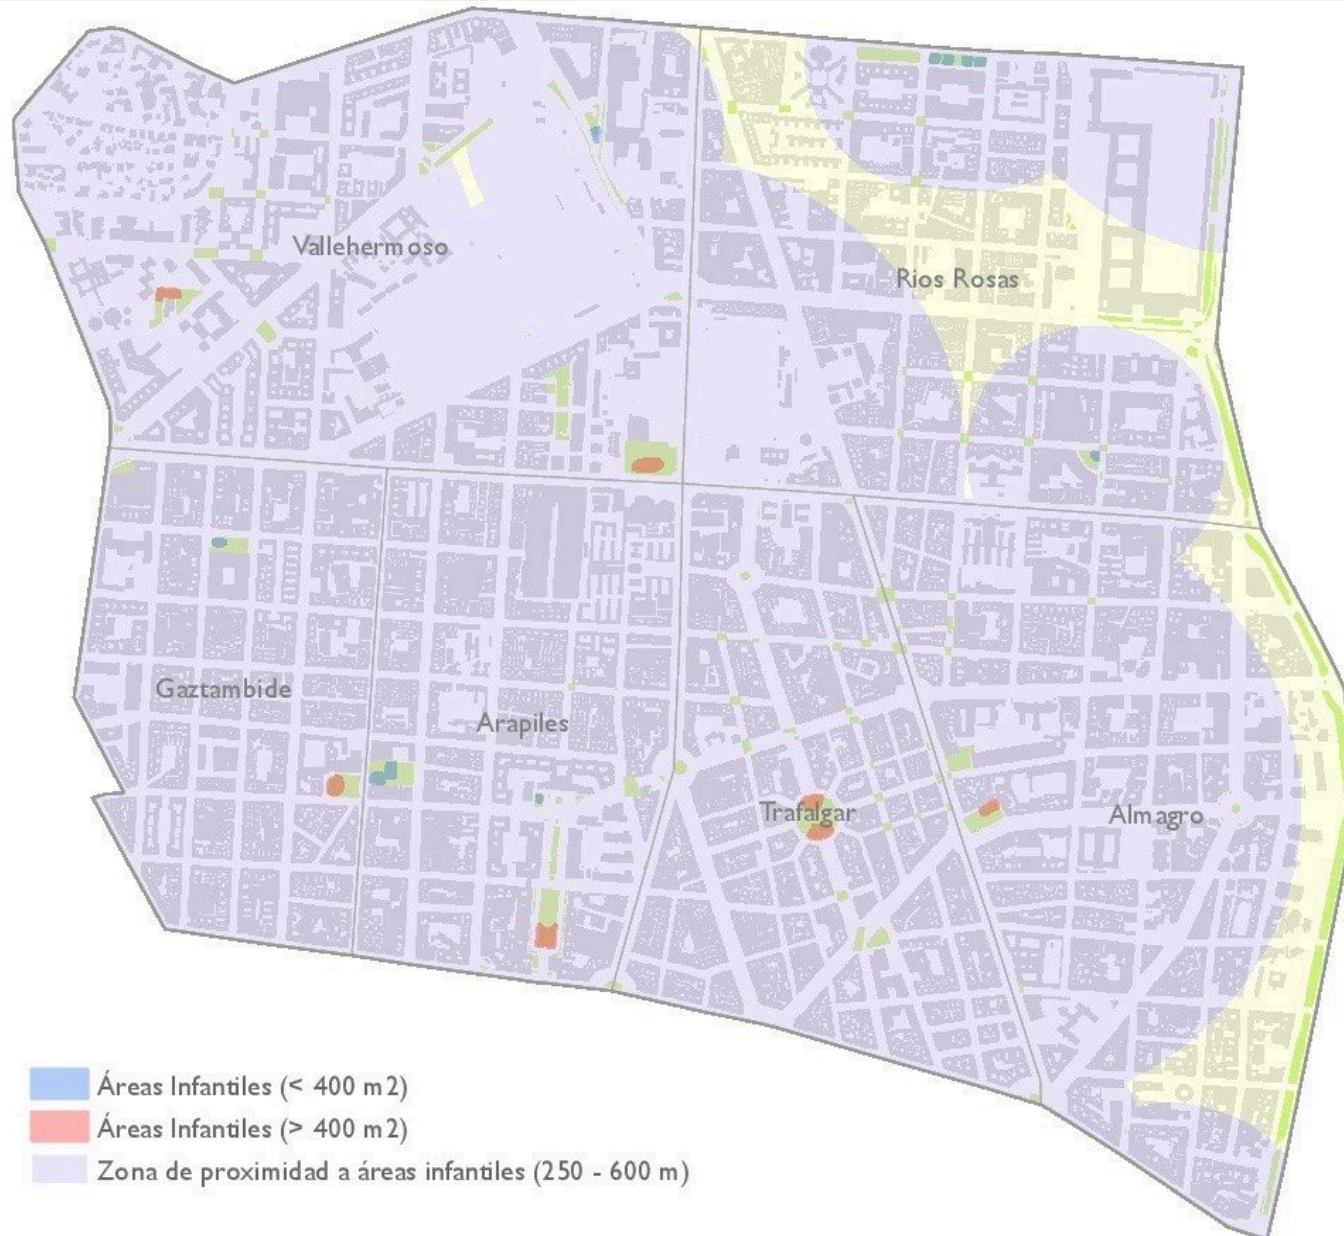 Vallehermoso
Rios Rosas
Gaztambide
Arapiles
Trafalgar
Almagro
Áreas Infantiles (< 400 m2)
Áreas Infantiles (> 400 m2)
Zona de proximidad a áreas infantiles (250 - 600 m)